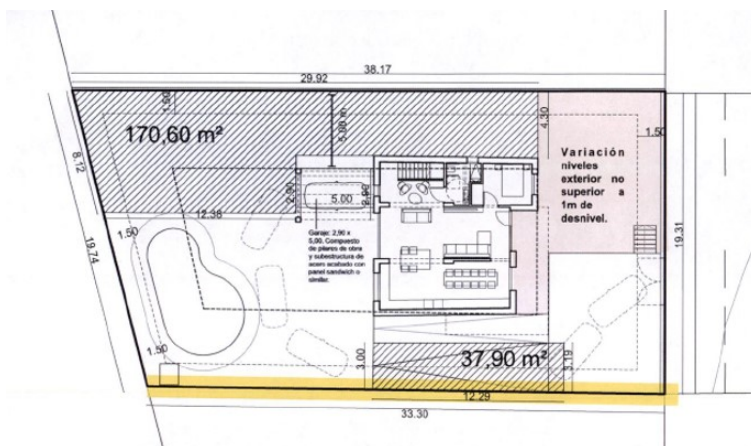 38.17
29.92
1.50
170,60 m²
5.00 m
4.30
1.50
8.12
Variación
niveles
exterior no
superior a
1m de
desnivel.
2.90
5.00
2.90
12.38
Garaje: 2,90 x
5,00. Compuesto
de pilares de obra
y subestructura de
acero acabado con
panel sandwich o
similar.
1.50
19.74
19.31
1.50
3.00
37,90 m²
3.19
12.29
33.30